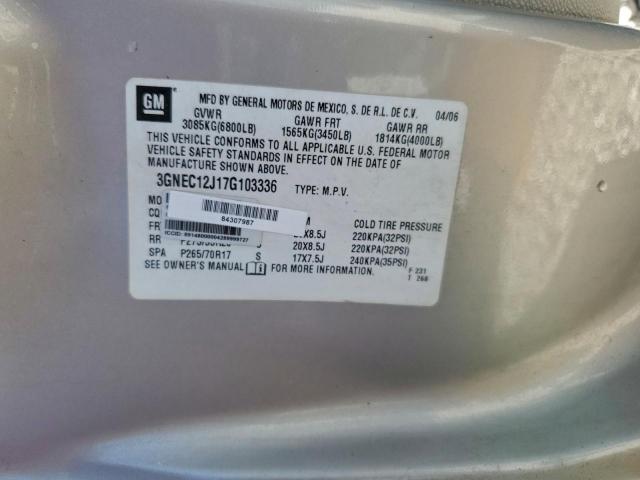 GM
MFD BY GENERAL MOTORS DE MEXICO, S. DE R.L. DE C.V. 04/06
GVWR GAWR FRT GAWR RR
3085KG(6800LB) 1565KG(3450LB) 1814KG(4000LB)
THIS VEHICLE CONFORMS TO ALL APPLICABLE U.S. FEDERAL MOTOR
VEHICLE SAFETY STANDARDS IN EFFECT ON THE DATE OF
MANUFACTURE SHOWN ABOVE.
3GNEC12J17G103336 TYPE: M.P.V.
COLD TIRE PRESSURE
84307987
220KPA(32PSI)
RR 20X8.5J 220KPA(32PSI)
SPA P265/70R17 S 17X7.5J 240KPA(35PSI)
SEE OWNER'S MANUAL FOR MORE INFORMATION.
F 231
T 268